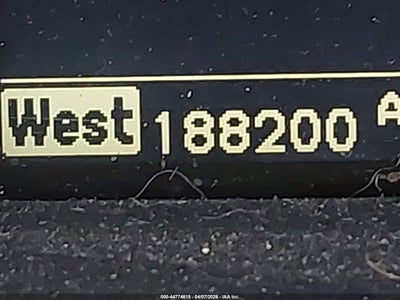 West 188200 A
000-44774618 - 04/07/2026 - IAA Inc.